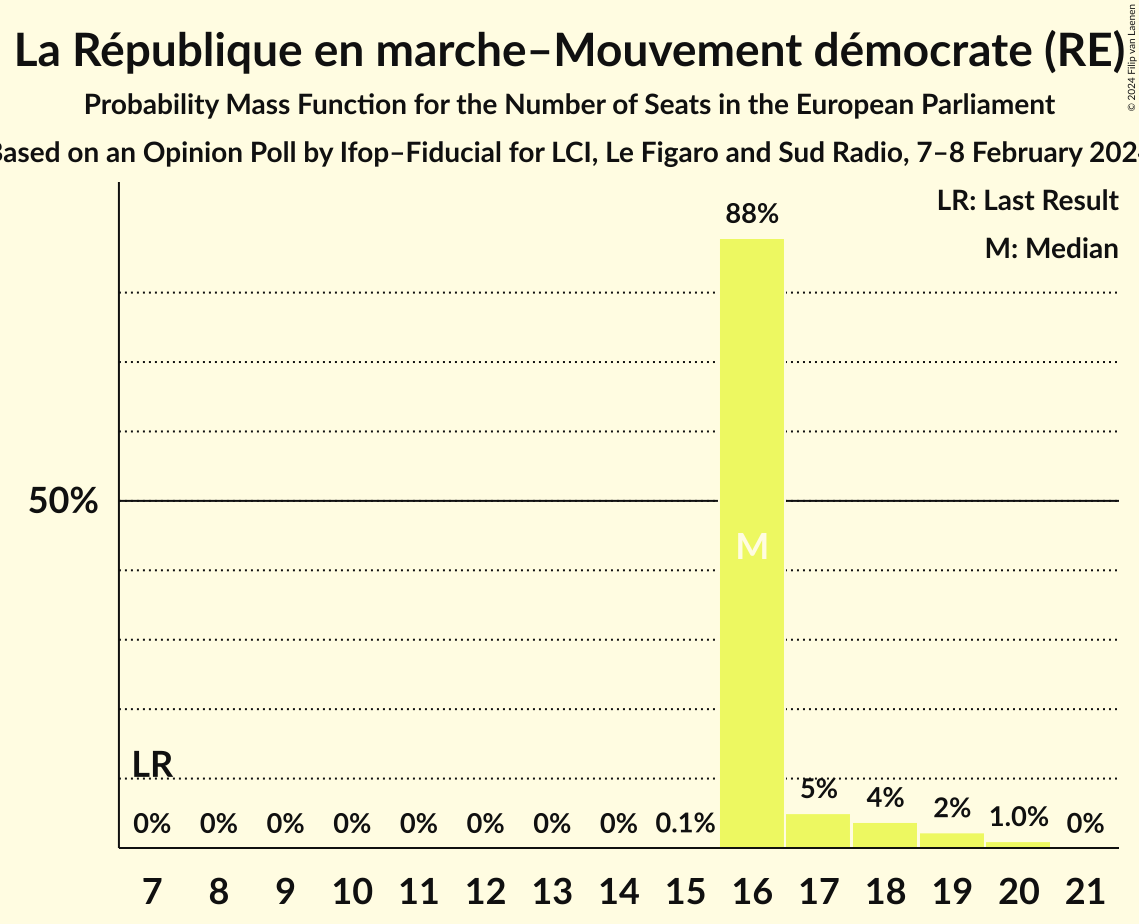 La République en marche–Mouvement démocrate (RE)
© 2024 Filip van Laenen
Probability Mass Function for the Number of Seats in the European Parliament
Based on an Opinion Poll by Ifop–Fiducial for LCI, Le Figaro and Sud Radio, 7–8 February 2024
LR: Last Result
M: Median
88%
50%
M
LR
0% 0% 0% 0% 0% 0% 0% 0% 0.1% 5% 4% 2% 1.0% 0%
7 8 9 10 11 12 13 14 15 16 17 18 19 20 21